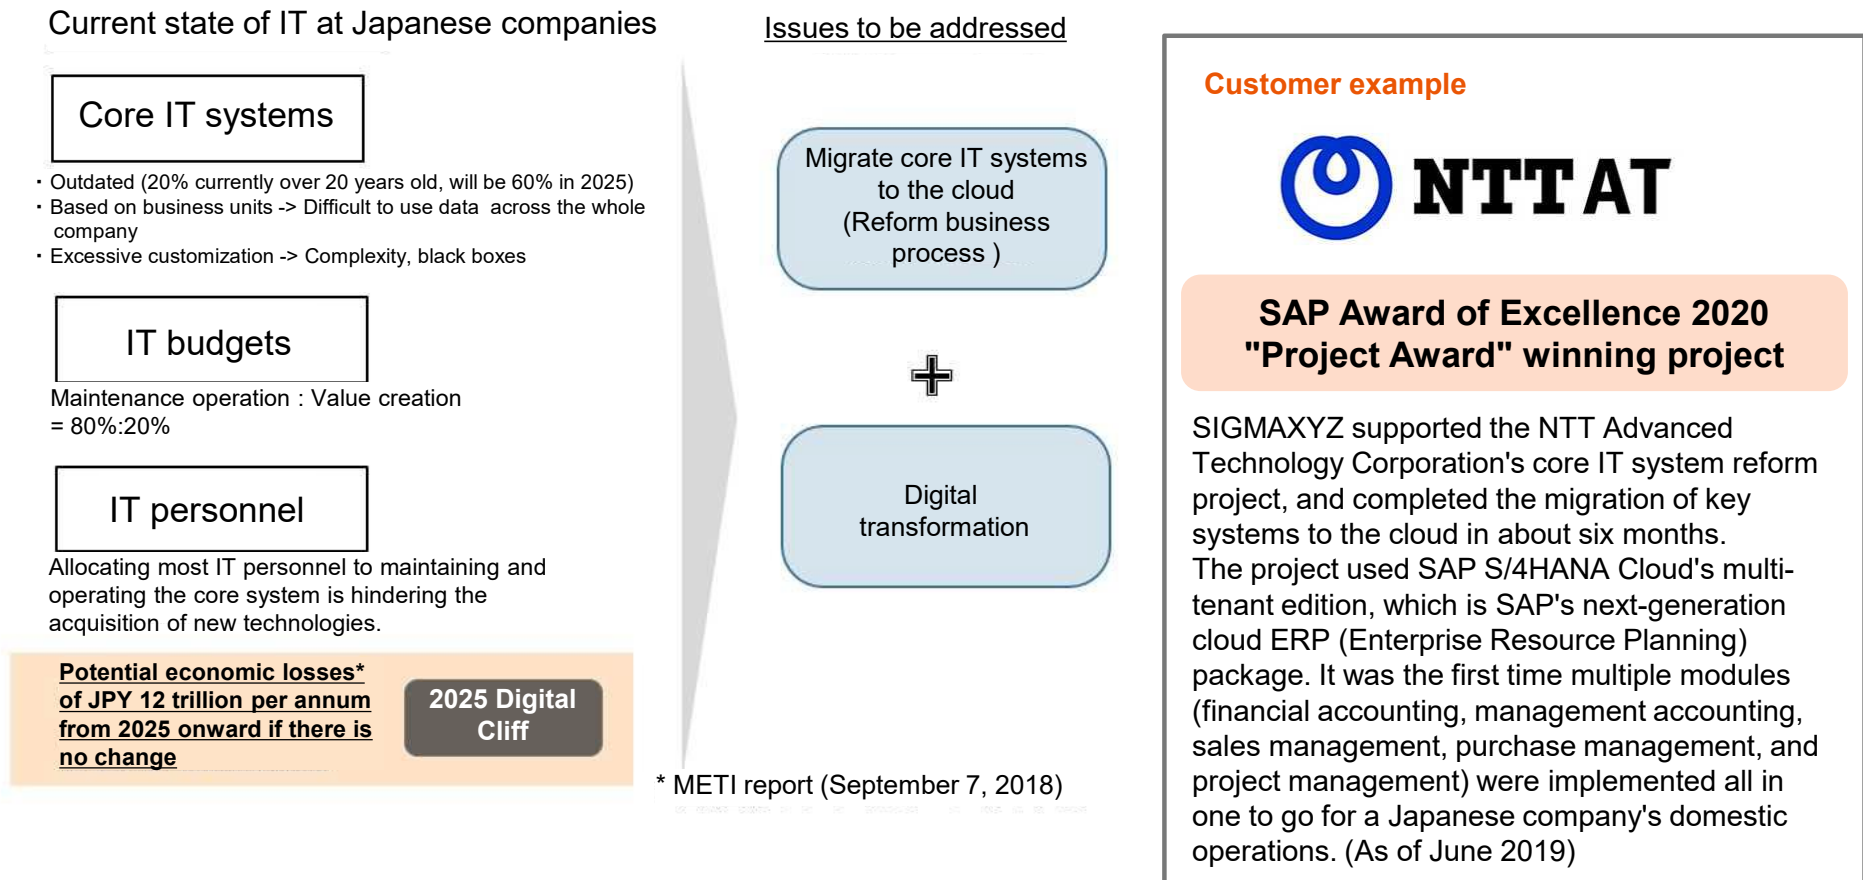 Current state of IT at Japanese companies
Core IT systems
・Outdated (20% currently over 20 years old, will be 60% in 2025)
・Based on business units -> Difficult to use data across the whole
company
・Excessive customization -> Complexity, black boxes
IT budgets
Maintenance operation : Value creation
= 80%:20%
IT personnel
Allocating most IT personnel to maintaining and
operating the core system is hindering the
acquisition of new technologies.
Potential economic losses*
of JPY 12 trillion per annum
from 2025 onward if there is
no change
2025 Digital
Cliff
Issues to be addressed
Migrate core IT systems
to the cloud
(Reform business
process )
+
Digital
transformation
* METI report (September 7, 2018)
Customer example
NTT AT
SAP Award of Excellence 2020
"Project Award" winning project
SIGMAXYZ supported the NTT Advanced
Technology Corporation's core IT system reform
project, and completed the migration of key
systems to the cloud in about six months.
The project used SAP S/4HANA Cloud's multi-
tenant edition, which is SAP's next-generation
cloud ERP (Enterprise Resource Planning)
package. It was the first time multiple modules
(financial accounting, management accounting,
sales management, purchase management, and
project management) were implemented all in
one to go for a Japanese company's domestic
operations. (As of June 2019)